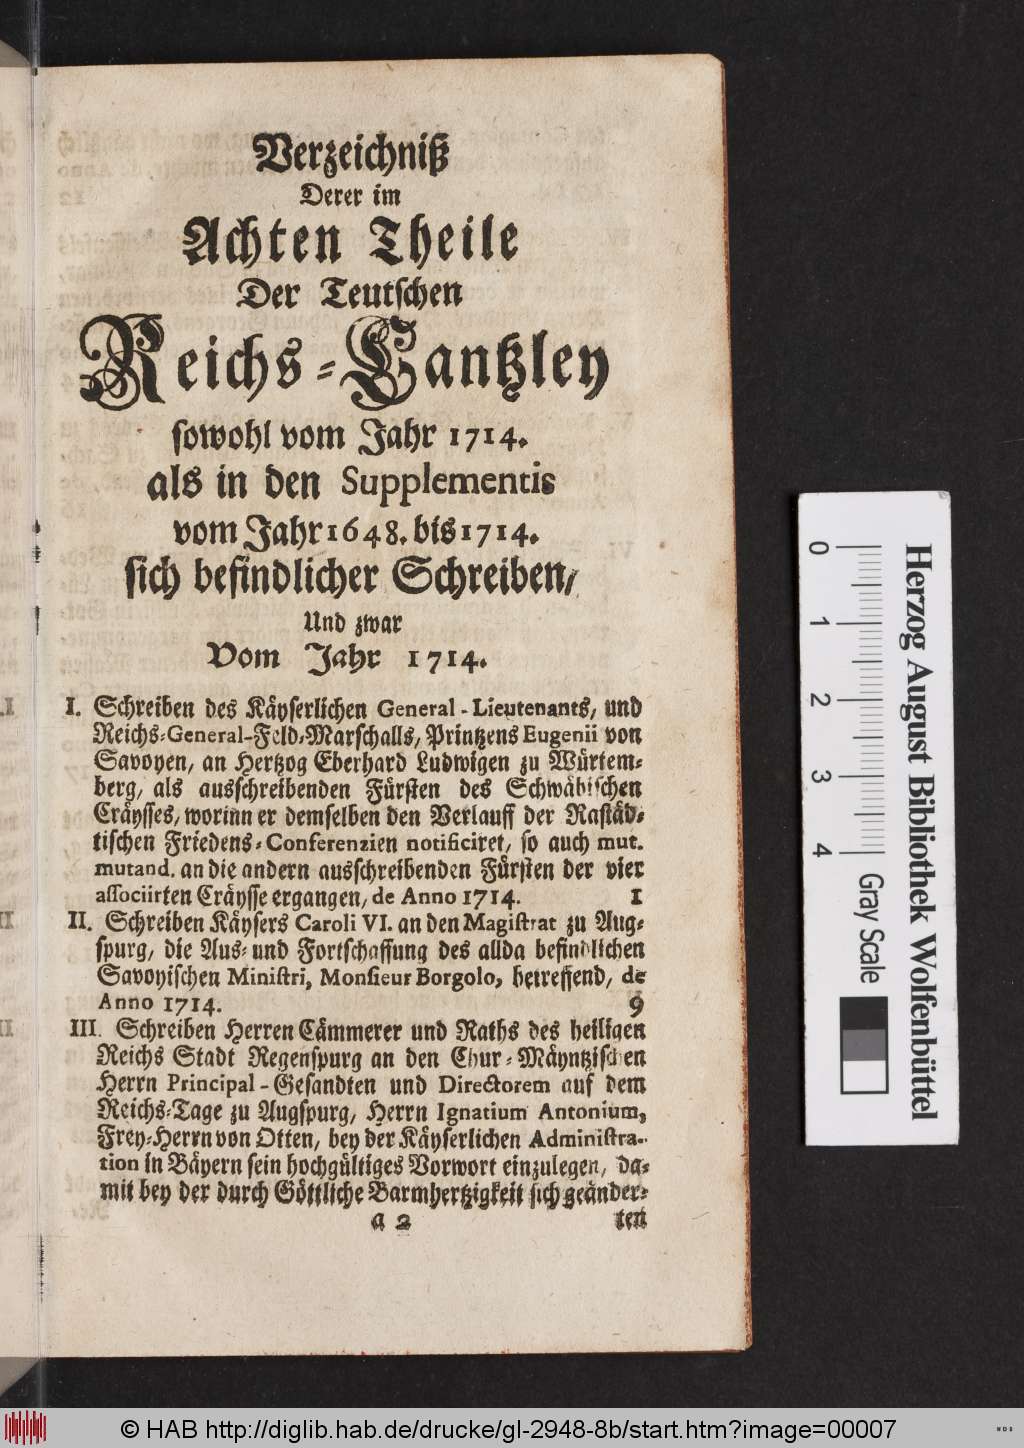 Verzeichniß
Derer im
Achten Theile
Der Teutschen
Reichs-Cantzley
sowohl vom Jahr 1714.
als in den Supplementis
vom Jahr 1648. bis 1714.
sich befindlicher Schreiben/
Und zwar
Vom Jahr 1714.
I. Schreiben des Käyserlichen General-Lieutenants, und
Reichs-General-Feld-Marschalls, Printzens Eugenii von
Savoyen, an Hertzog Eberhard Ludwigen zu Würtem-
berg, als ausschreibenden Fürsten des Schwäbischen
Cräysses, worinn er demselben den Verlauff der Rastäd-
tischen Friedens-Conferenzien notificiret, so auch mut.
mutand. an die andern ausschreibenden Fürsten der vier
associirten Cräysse ergangen, de Anno 1714. 1
II. Schreiben Käysers Caroli VI. an den Magistrat zu Aug-
spurg, die Aus- und Fortschaffung des allda befindlichen
Savoyischen Ministri, Monsieur Borgolo, betreffend, de
Anno 1714. 9
III. Schreiben Herren Cämmerer und Raths des heiligen
Reichs Stadt Regenspurg an den Chur-Mäyntzischen
Herrn Principal-Gesandten und Directorem auf dem
Reichs-Tage zu Augspurg, Herrn Ignatium Antonium,
Frey-Herrn von Otten, bey der Käyserlichen Administra-
tion in Bäyern sein hochgültiges Vorwort einzulegen, da-
mit bey der durch Göttliche Barmhertzigkeit sich geänder-
a 2 ten
Herzog August Bibliothek Wolfenbüttel
0 1 2 3 4 Gray Scale
© HAB http://diglib.hab.de/drucke/gl-2948-8b/start.htm?image=00007